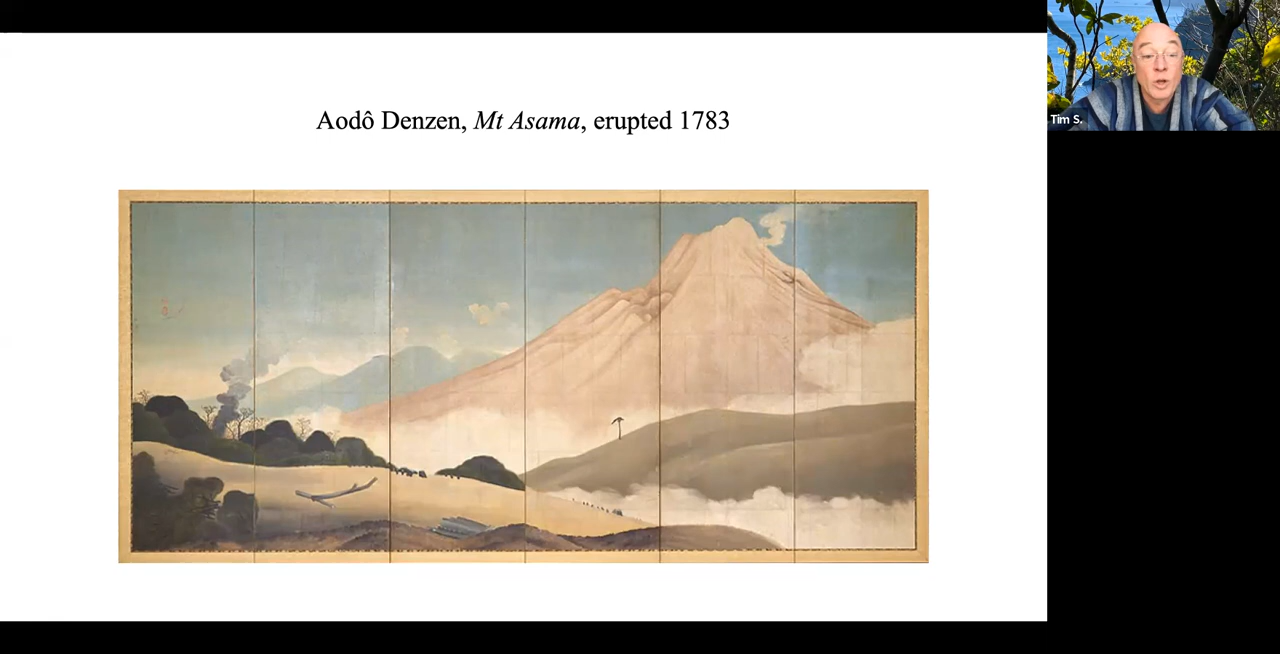 Aodô Denzen, Mt Asama, erupted 1783
Tim S.